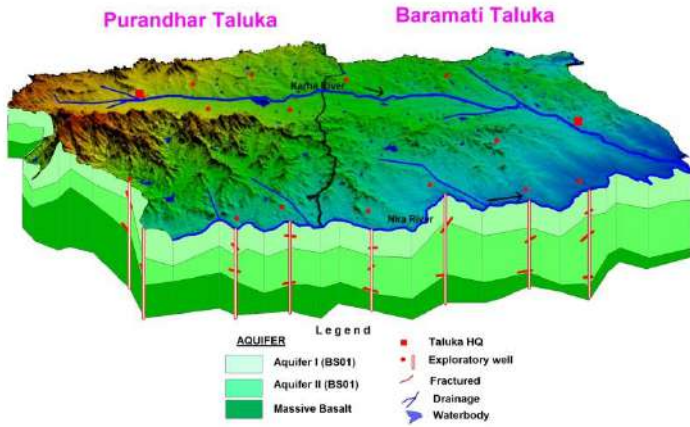 Purandhar Taluka
Baramati Taluka
Karha River
Nira River
Legend
AQUIFER
Aquifer I (BS01)
Aquifer II (BS01)
Massive Basalt
Taluka HQ
Exploratory well
Fractured
Drainage
Waterbody